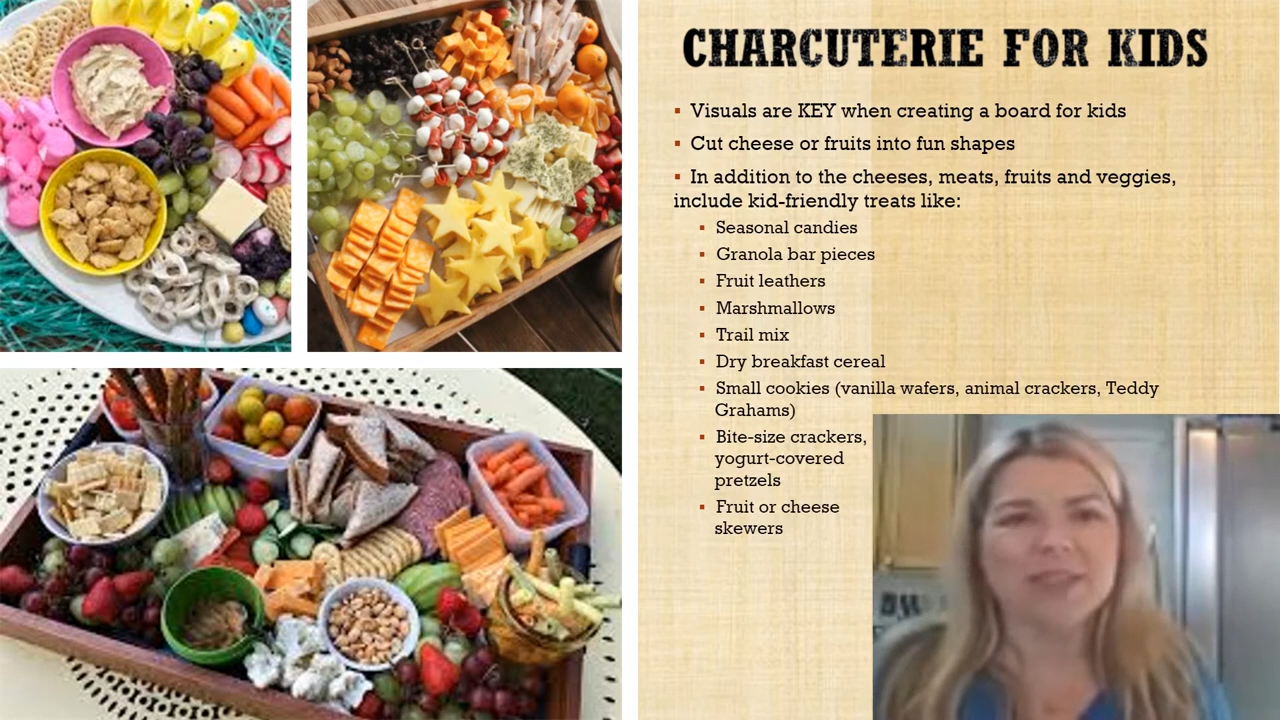 CHARCUTERIE FOR KIDS
▪ Visuals are KEY when creating a board for kids
▪ Cut cheese or fruits into fun shapes
▪ In addition to the cheeses, meats, fruits and veggies,
include kid-friendly treats like:
▪ Seasonal candies
▪ Granola bar pieces
▪ Fruit leathers
▪ Marshmallows
▪ Trail mix
▪ Dry breakfast cereal
▪ Small cookies (vanilla wafers, animal crackers, Teddy
Grahams)
▪ Bite-size crackers,
yogurt-covered
pretzels
▪ Fruit or cheese
skewers